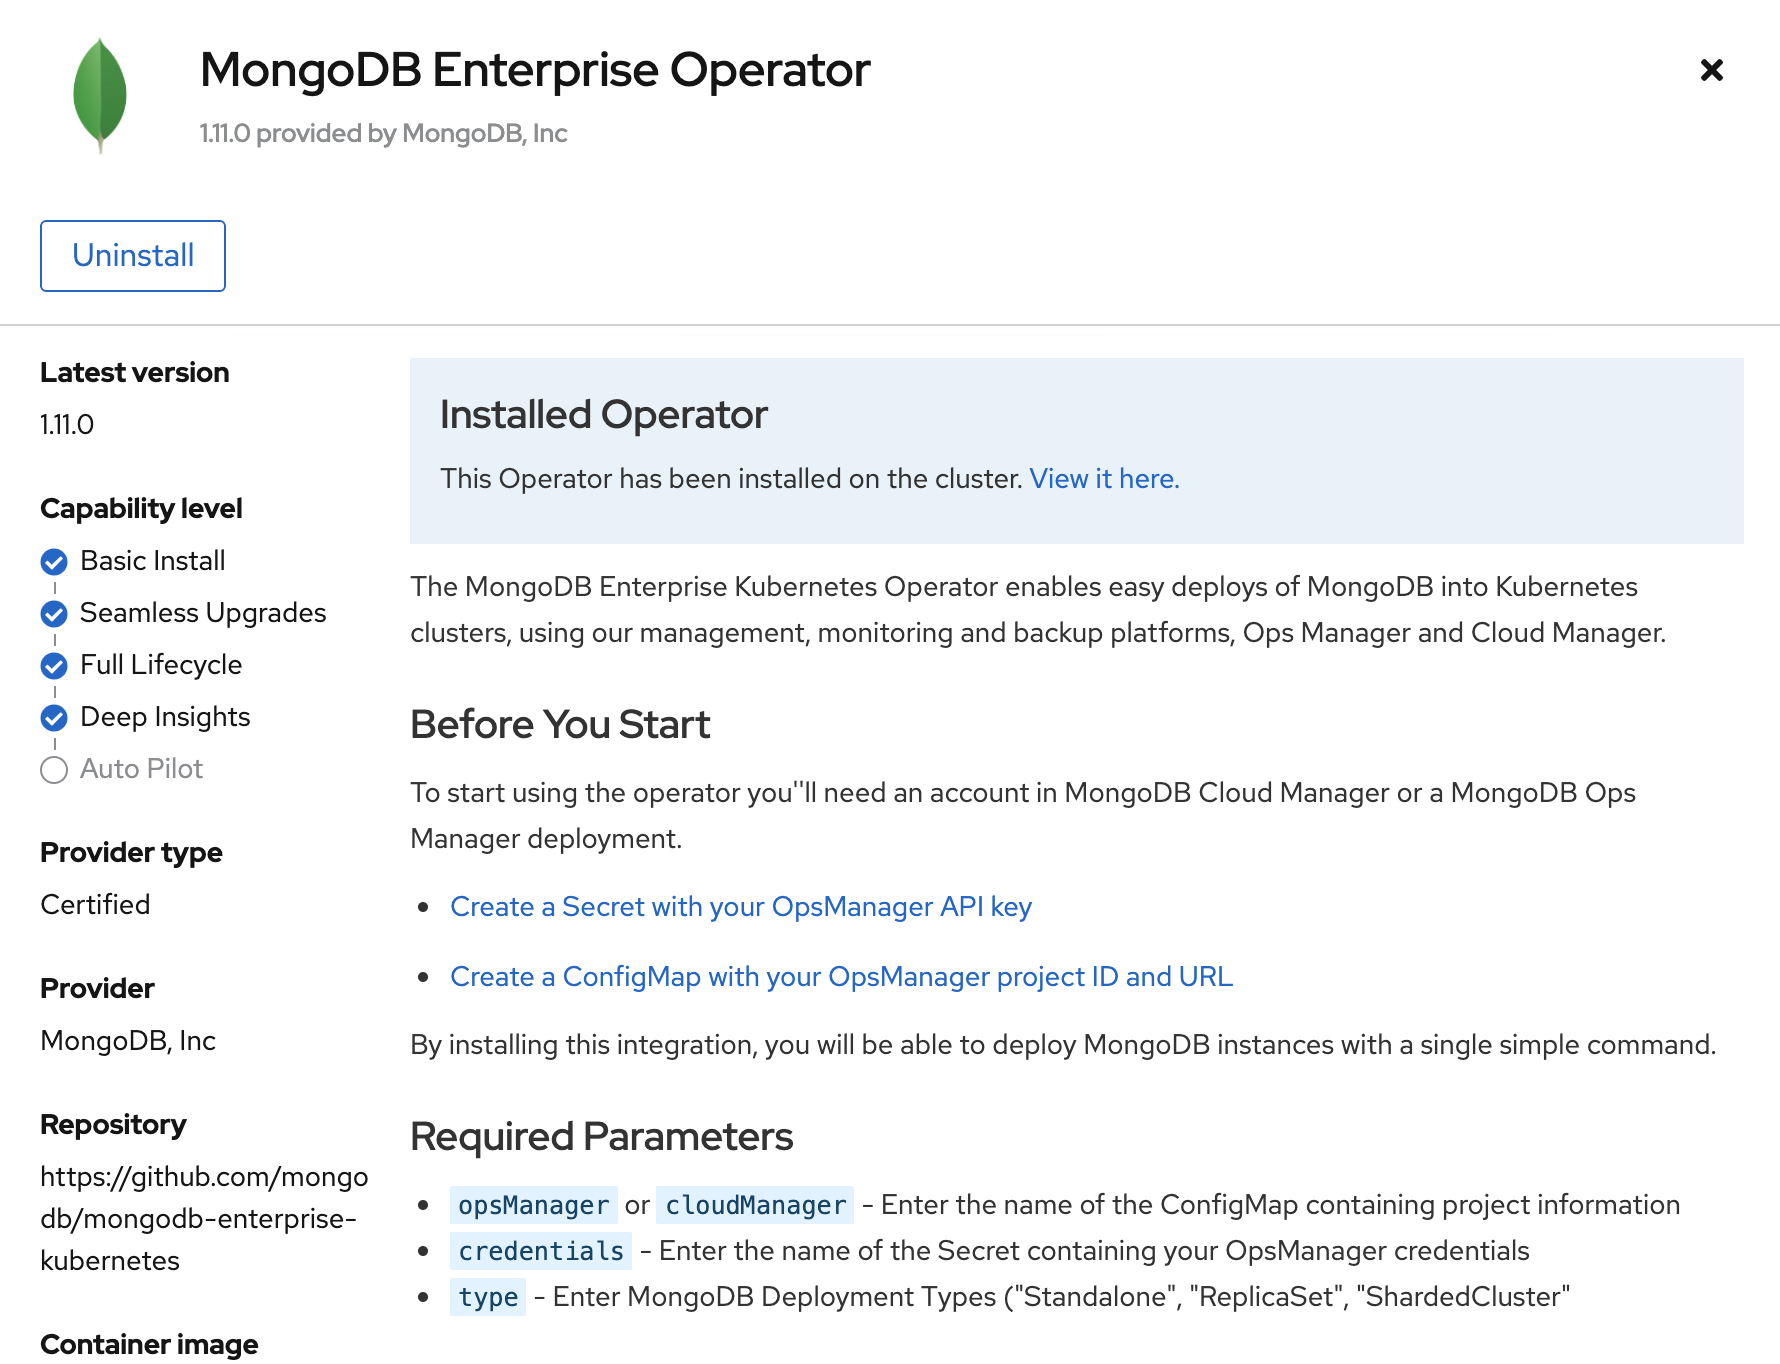 MongoDB Enterprise Operator
1.11.0 provided by MongoDB, Inc
Uninstall
Latest version
1.11.0
Capability level
Basic Install
Seamless Upgrades
Full Lifecycle
Deep Insights
Auto Pilot
Provider type
Certified
Provider
MongoDB, Inc
Repository
https://github.com/mongo
db/mongodb-enterprise-
kubernetes
Container image
Installed Operator
This Operator has been installed on the cluster. View it here.
The MongoDB Enterprise Kubernetes Operator enables easy deploys of MongoDB into Kubernetes
clusters, using our management, monitoring and backup platforms, Ops Manager and Cloud Manager.
Before You Start
To start using the operator you''ll need an account in MongoDB Cloud Manager or a MongoDB Ops
Manager deployment.
• Create a Secret with your OpsManager API key
• Create a ConfigMap with your OpsManager project ID and URL
By installing this integration, you will be able to deploy MongoDB instances with a single simple command.
Required Parameters
• opsManager or cloudManager - Enter the name of the ConfigMap containing project information
• credentials - Enter the name of the Secret containing your OpsManager credentials
• type - Enter MongoDB Deployment Types ("Standalone", "ReplicaSet", "ShardedCluster"